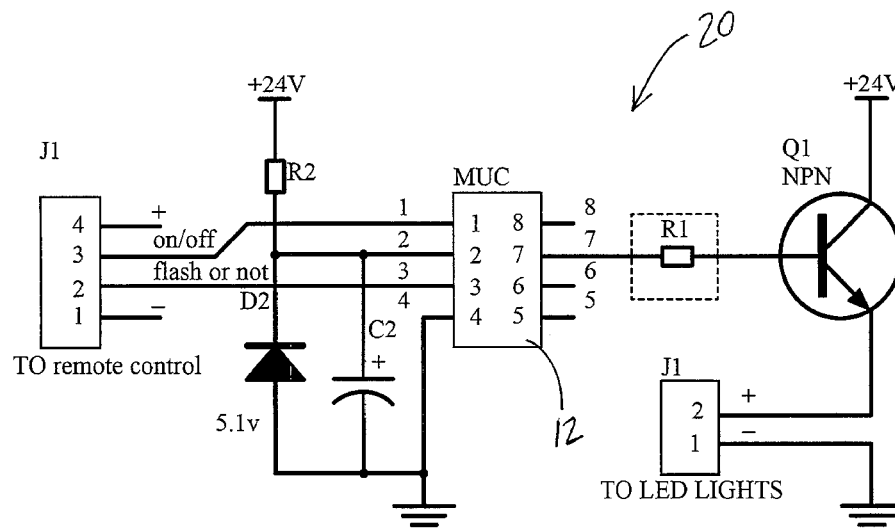 20
+24V
+24V
J1
Q1
NPN
R2
MUC
4 +
1
1 8
8
3 on/off
2
2 7
7
R1
flash or not
3
2
3 6
6
D2
4
4 5
5
1 −
C2
TO remote control
+
J1
5.1v
12
2 +
1 −
TO LED LIGHTS